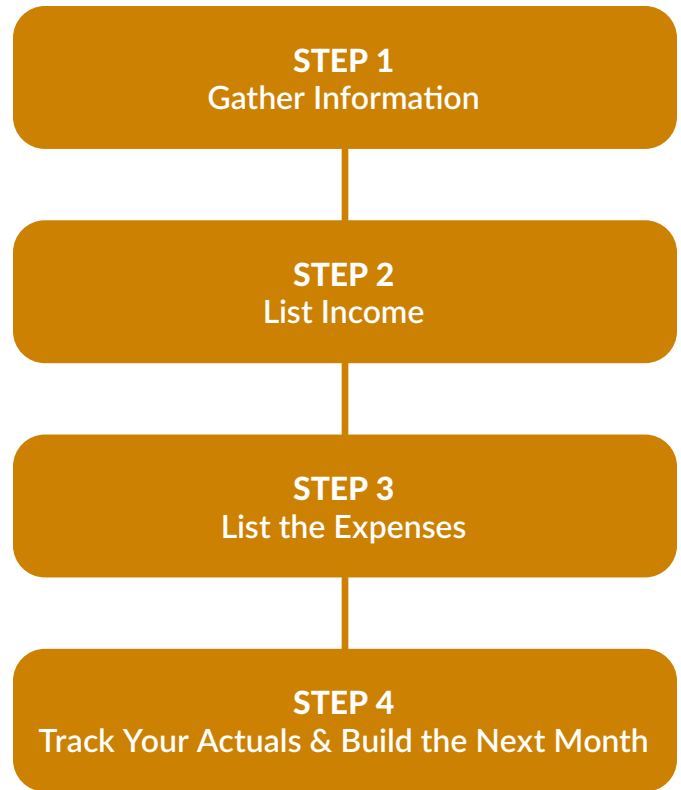 STEP 1
Gather Information
STEP 2
List Income
STEP 3
List the Expenses
STEP 4
Track Your Actuals & Build the Next Month